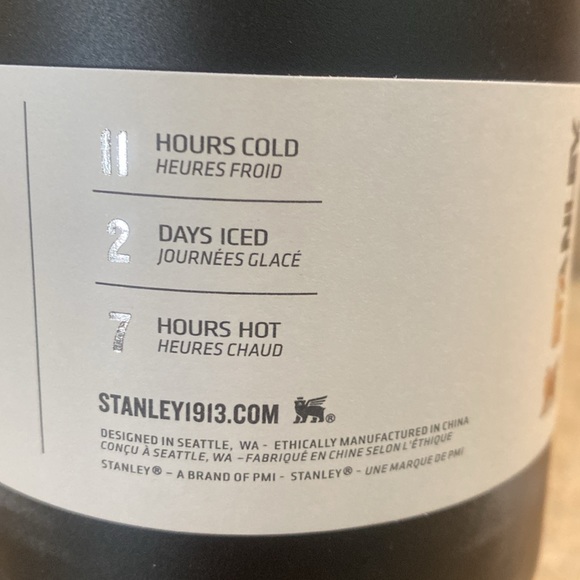 11 HOURS COLD
HEURES FROID
2 DAYS ICED
JOURNÉES GLACÉ
7 HOURS HOT
HEURES CHAUD
STANLEY1913.COM ®
DESIGNED IN SEATTLE, WA - ETHICALLY MANUFACTURED IN CHINA
CONÇU À SEATTLE, WA – FABRIQUÉ EN CHINE SELON L'ÉTHIQUE
STANLEY® – A BRAND OF PMI - STANLEY® - UNE MARQUE DE PMI
STANLEY